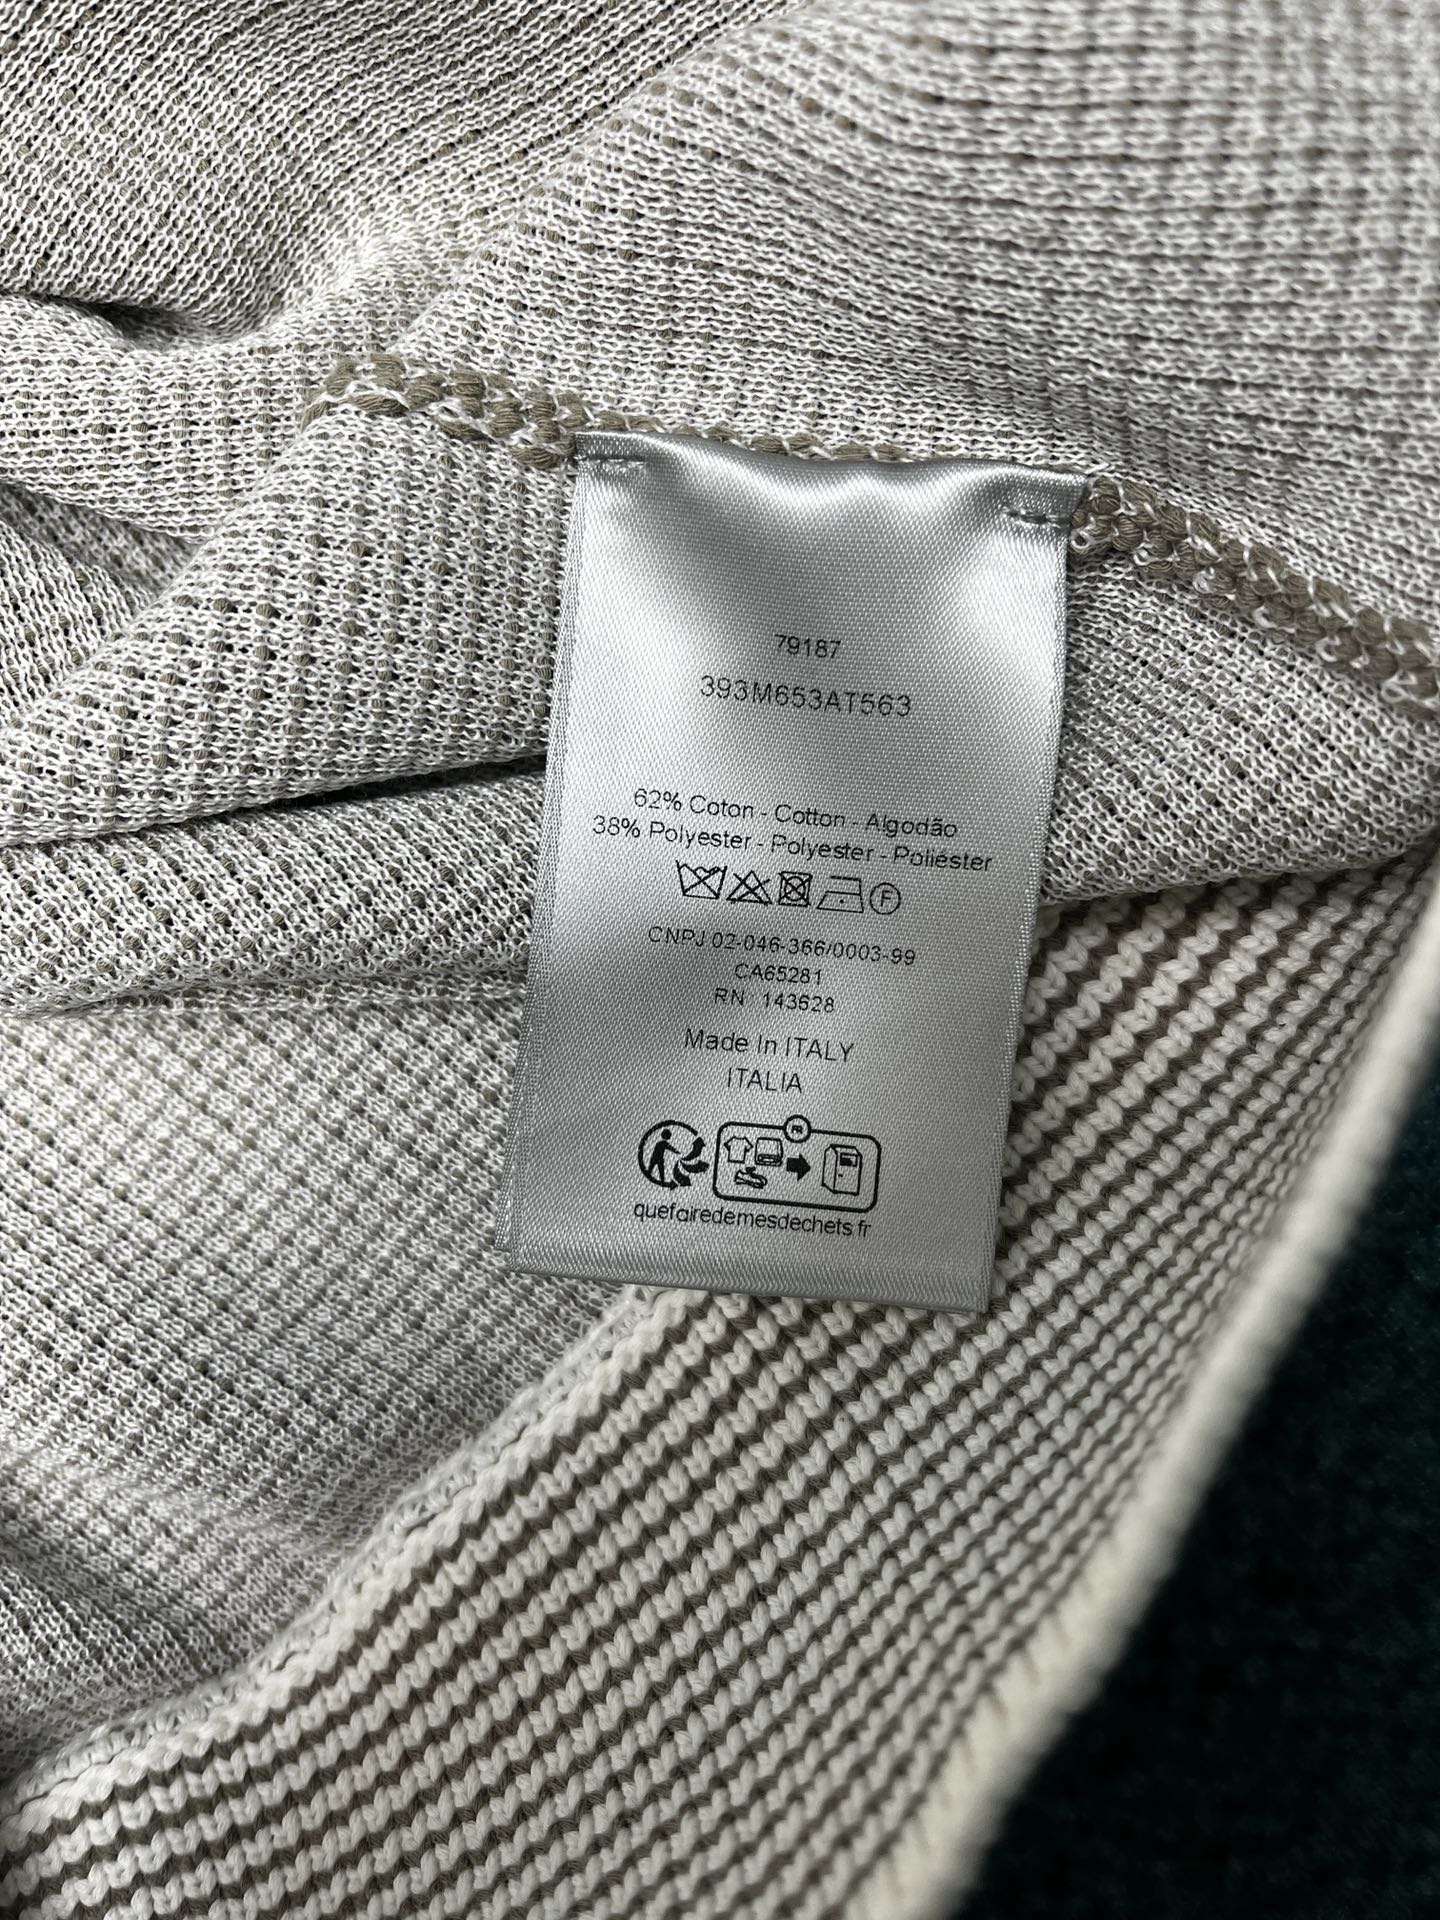 79187
393M653AT563
62% Coton - Cotton - Algodão
38% Polyester - Polyester - Poliéster
F
CNPJ 02-046-366/0003-99
CA65281
RN 143628
Made In ITALY
ITALIA
FR
quefairedemesdechets fr